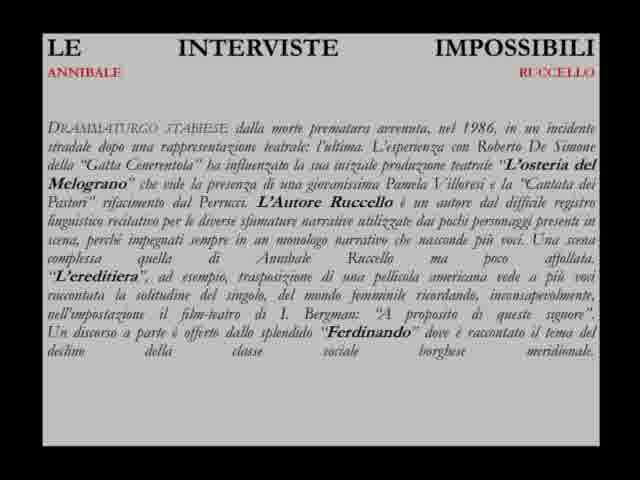 LE INTERVISTE IMPOSSIBILI
ANNIBALE RUCCELLO
DRAMMATURGO STABIESE dalla morte prematura avvenuta, nel 1986, in un incidente
stradale dopo una rappresentazione teatrale: l'ultima. L'esperienza con Roberto De Simone
della "Gatta Cenerentola" ha influenzato la sua iniziale produzione teatrale "L'osteria del
Melograno" che vide la presenza di una giovanissima Pamela Villoresi e la "Cantata dei
Pastori" rifacimento dal Perrucci. L'Autore Ruccello è un autore dal difficile registro
linguistico recitativo per le diverse sfumature narrative utilizzate dai pochi personaggi presenti in
scena, perché impegnati sempre in un monologo narrativo che nasconde più voci. Una scena
complessa quella di Annibale Ruccello ma poco affollata.
"L'ereditiera", ad esempio, trasposizione di una pellicola americana vede a più voci
raccontata la solitudine del singolo, del mondo femminile ricordando, inconsapevolmente,
nell'impostazione il film-teatro di I. Bergman: "A proposito di queste signore".
Un discorso a parte è offerto dallo splendido "Ferdinando" dove è raccontato il tema del
declino della classe sociale borghese meridionale.